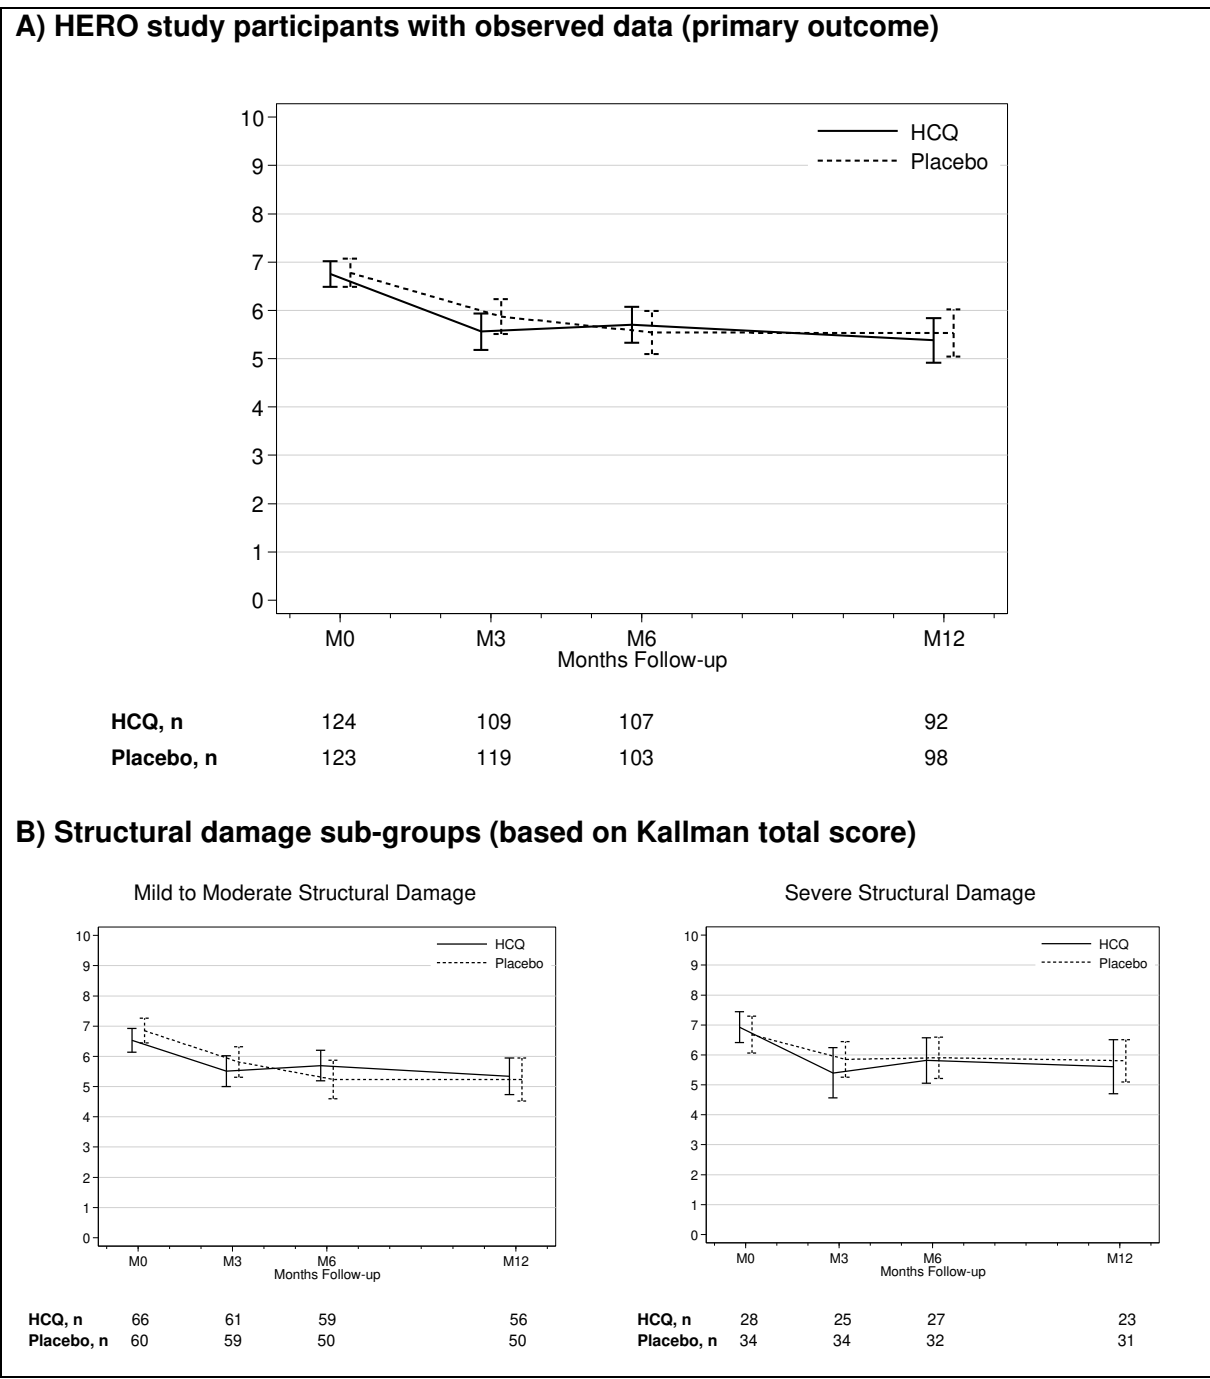 A) HERO study participants with observed data (primary outcome)
HCQ
Placebo
10
9
8
7
6
5
4
3
2
1
0
M0 M3 M6 M12
Months Follow-up
HCQ, n 124 109 107 92
Placebo, n 123 119 103 98
B) Structural damage sub-groups (based on Kallman total score)
Mild to Moderate Structural Damage
HCQ
Placebo
10
9
8
7
6
5
4
3
2
1
0
M0 M3 M6 M12
Months Follow-up
HCQ, n 66 61 59 56
Placebo, n 60 59 50 50
Severe Structural Damage
HCQ
Placebo
10
9
8
7
6
5
4
3
2
1
0
M0 M3 M6 M12
Months Follow-up
HCQ, n 28 25 27 23
Placebo, n 34 34 32 31